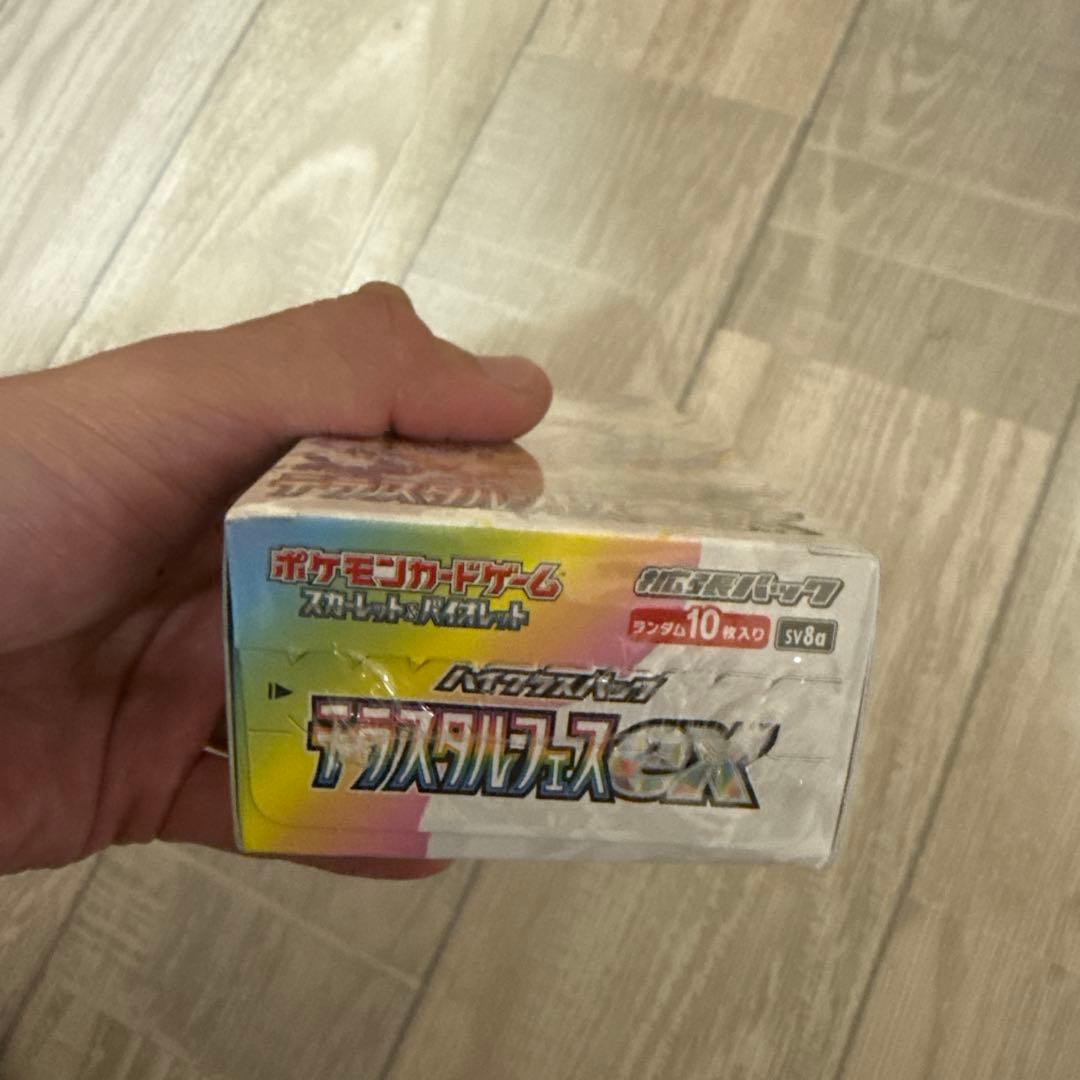 ポケモンカードゲーム
スカーレット&バイオレット
拡張パック
ランダム10枚入り
SV8a
ハイクラスパック
テラスタルフェスex